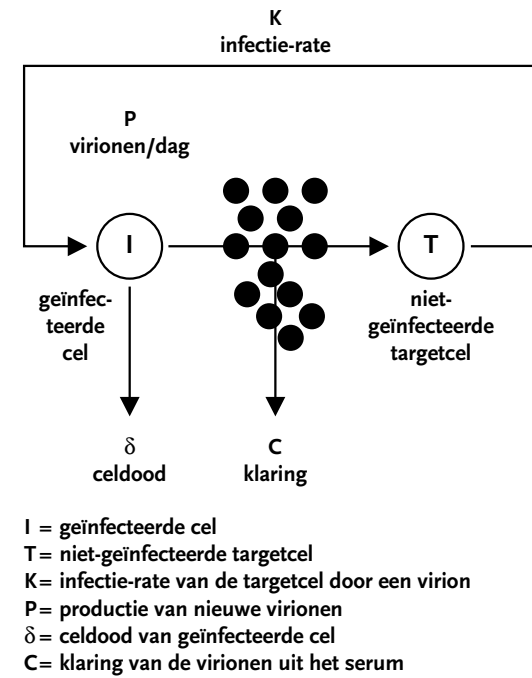 K
infectie-rate
P
virionen/dag
I
T
geïnfec-
teerde
cel
niet-
geïnfecteerde
targetcel
δ
celdood
C
klaring
I = geïnfecteerde cel
T= niet-geïnfecteerde targetcel
K= infectie-rate van de targetcel door een virion
P= productie van nieuwe virionen
δ= celdood van geïnfecteerde cel
C= klaring van de virionen uit het serum